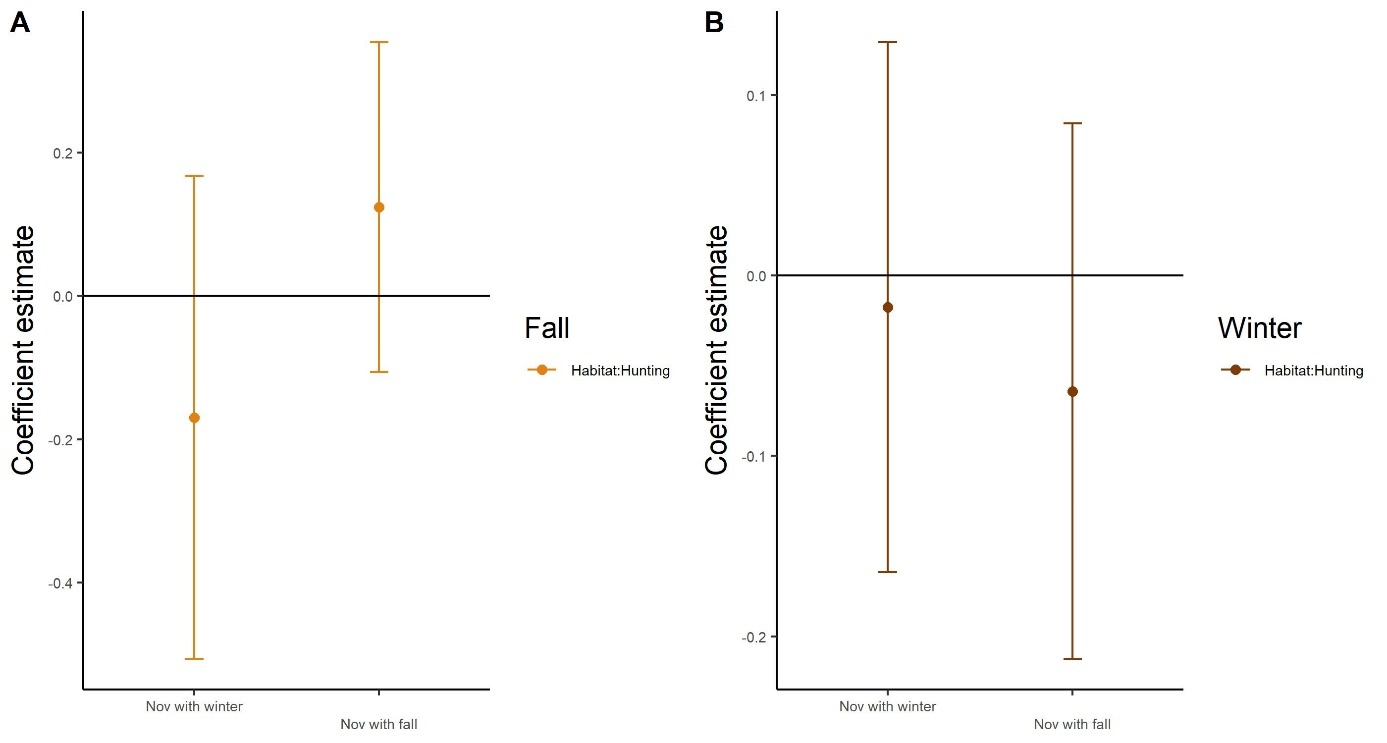 A
Coefficient estimate
0.2
0.0
-0.2
-0.4
Nov with winter
Nov with fall
Fall
Habitat:Hunting
B
Coefficient estimate
0.1
0.0
-0.1
-0.2
Nov with winter
Nov with fall
Winter
Habitat:Hunting